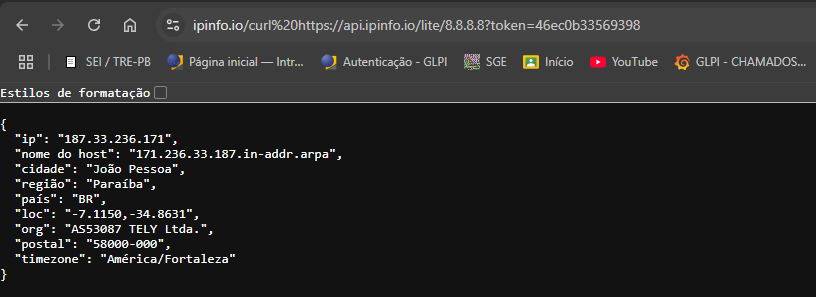 ipinfo.io/curl%20https://api.ipinfo.io/lite/8.8.8.8?token=46ec0b33569398
SEI / TRE-PB Página inicial — Intr... Autenticação - GLPI SGE Início YouTube GLPI - CHAMADOS...
Estilos de formatação
{
"ip": "187.33.236.171",
"nome do host": "171.236.33.187.in-addr.arpa",
"cidade": "João Pessoa",
"região": "Paraíba",
"país": "BR",
"loc": "-7.1150,-34.8631",
"org": "AS53087 TELY Ltda.",
"postal": "58000-000",
"timezone": "América/Fortaleza"
}